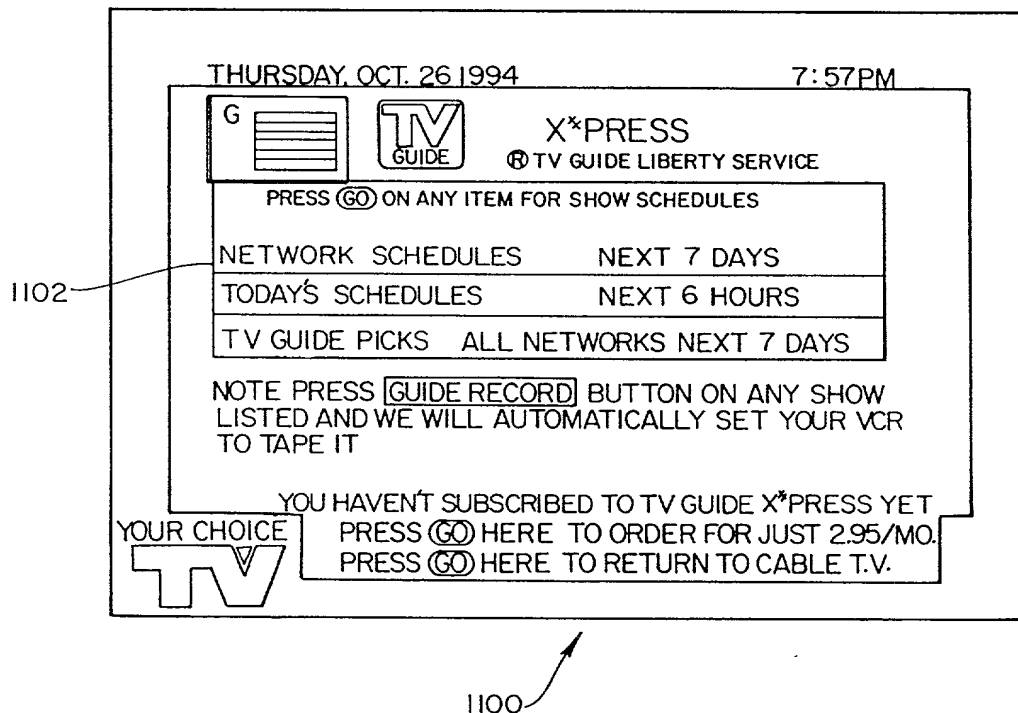 THURSDAY, OCT. 26 1994 7:57PM
G
TV
GUIDE
X*PRESS
® TV GUIDE LIBERTY SERVICE
PRESS GO ON ANY ITEM FOR SHOW SCHEDULES
NETWORK SCHEDULES NEXT 7 DAYS
1102
TODAY'S SCHEDULES NEXT 6 HOURS
TV GUIDE PICKS ALL NETWORKS NEXT 7 DAYS
NOTE PRESS GUIDE RECORD BUTTON ON ANY SHOW
LISTED AND WE WILL AUTOMATICALLY SET YOUR VCR
TO TAPE IT
YOU HAVEN'T SUBSCRIBED TO TV GUIDE X*PRESS YET
YOUR CHOICE
TV
PRESS GO HERE TO ORDER FOR JUST 2.95/MO.
PRESS GO HERE TO RETURN TO CABLE T.V.
1100